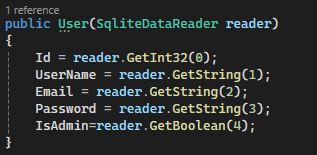 1 reference
public User(SqliteDataReader reader)
{
Id = reader.GetInt32(0);
UserName = reader.GetString(1);
Email = reader.GetString(2);
Password = reader.GetString(3);
IsAdmin=reader.GetBoolean(4);
}